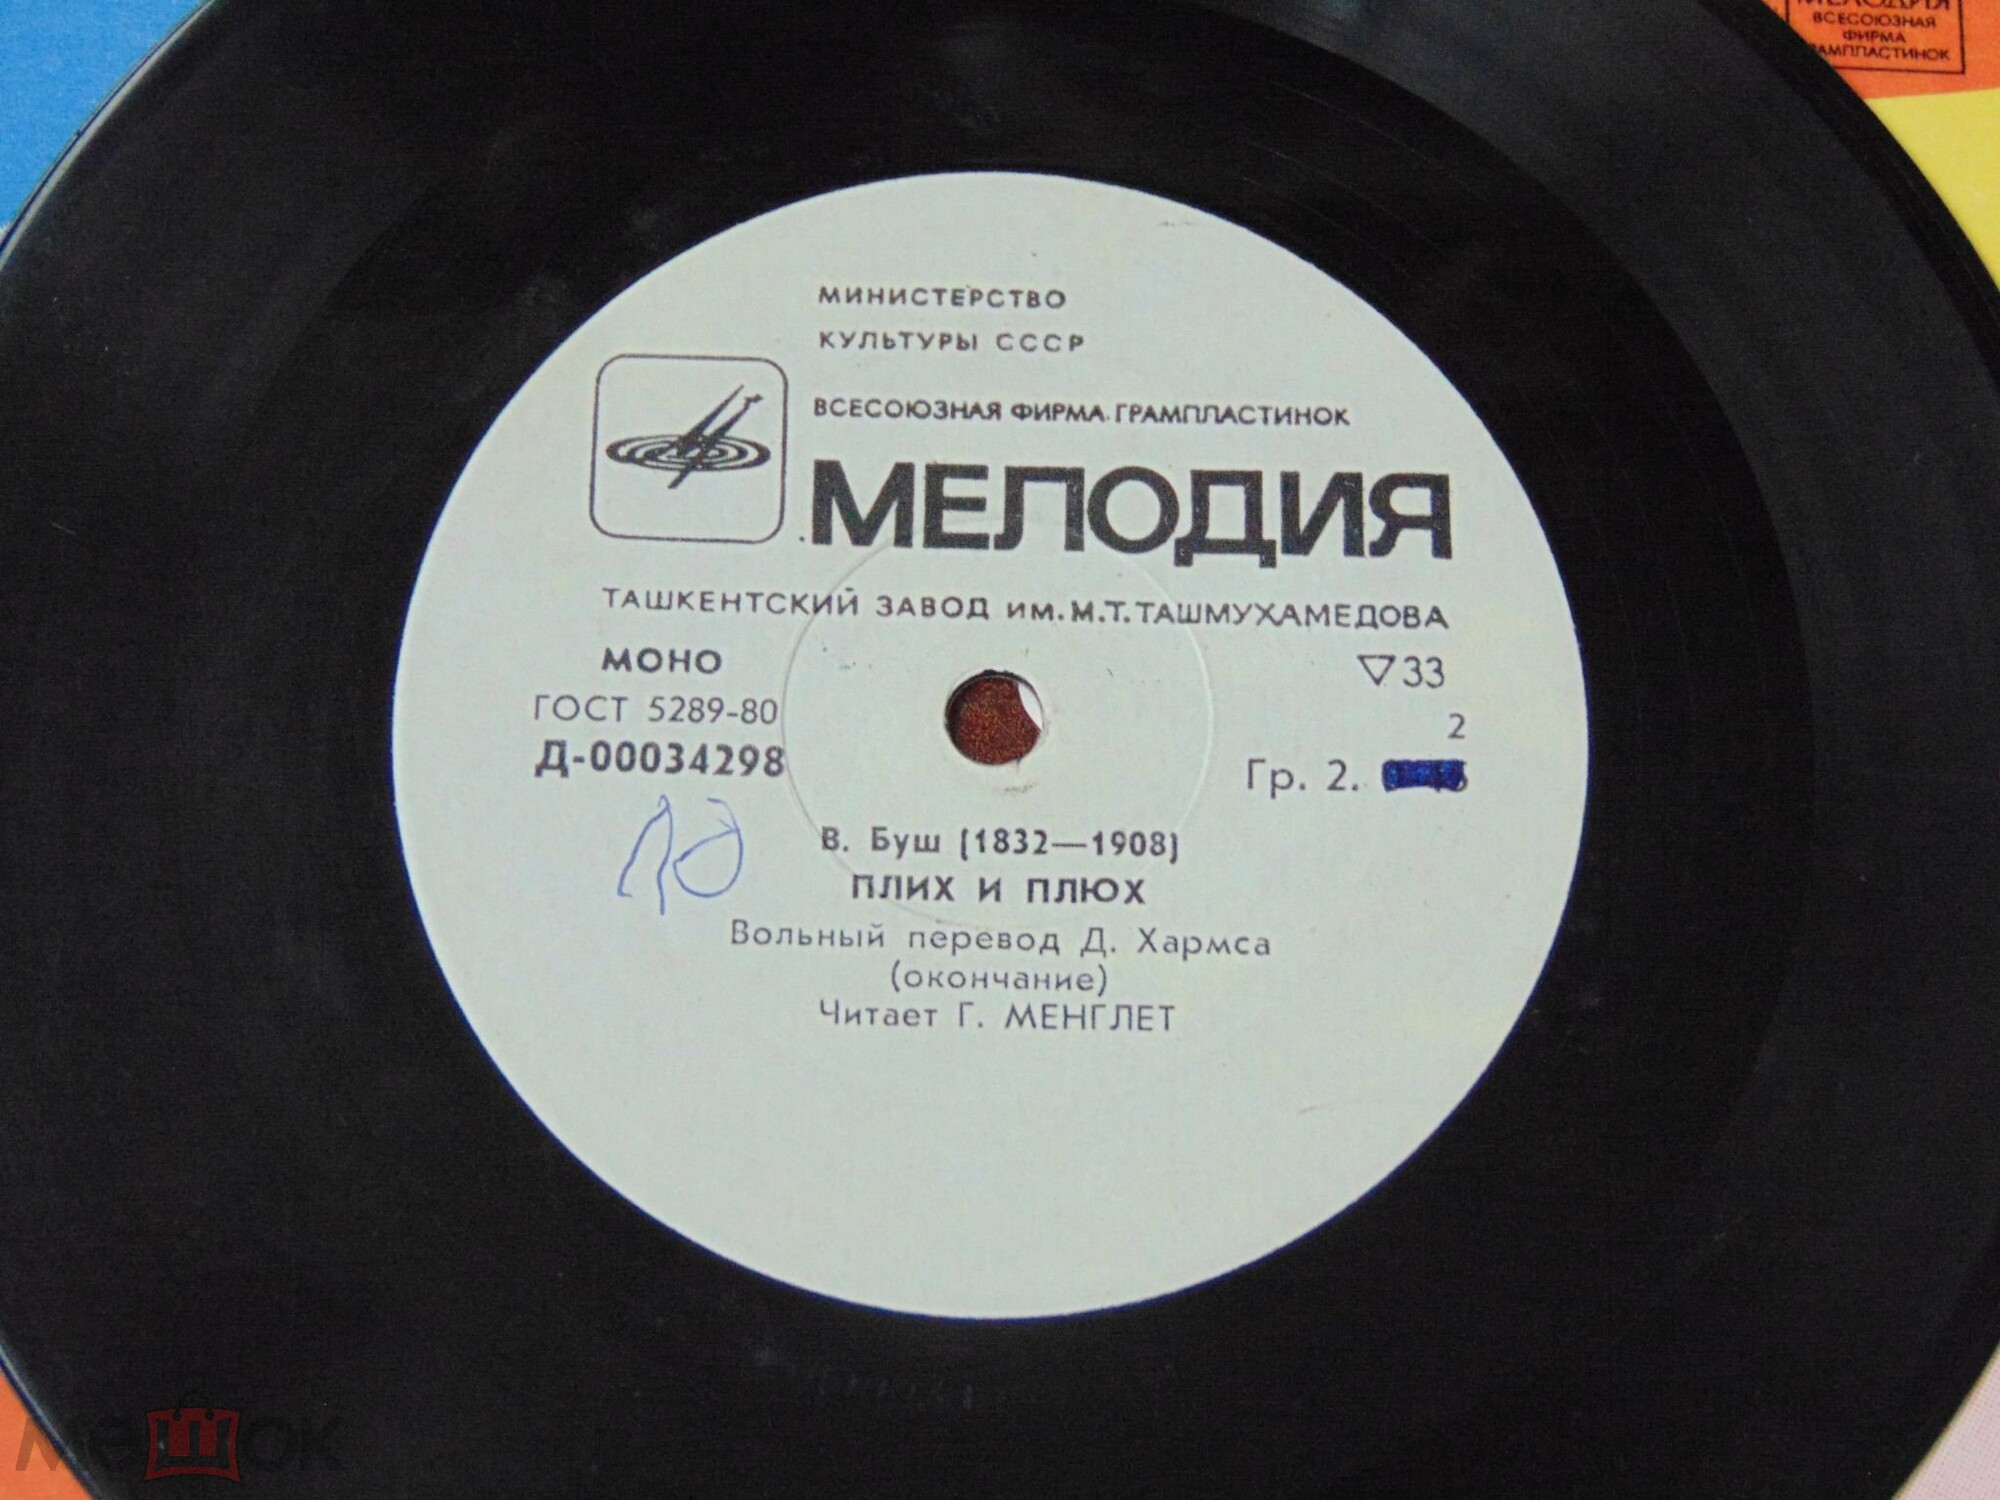 МЕЛОДИЯ
ВСЕСОЮЗНАЯ
ФИРМА
ГРАМПЛАСТИНОК
МИНИСТЕРСТВО
КУЛЬТУРЫ СССР
ВСЕСОЮЗНАЯ ФИРМА ГРАМПЛАСТИНОК
МЕЛОДИЯ
ТАШКЕНТСКИЙ ЗАВОД ИМ. М.Т. ТАШМУХАМЕДОВА
МОНО ▽33
ГОСТ 5289-80 2
Д-00034298 Гр. 2.
В. Буш (1832—1908)
ПЛИХ И ПЛЮХ
Вольный перевод Д. Хармса
(окончание)
Читает Г. МЕНГЛЕТ
мешок